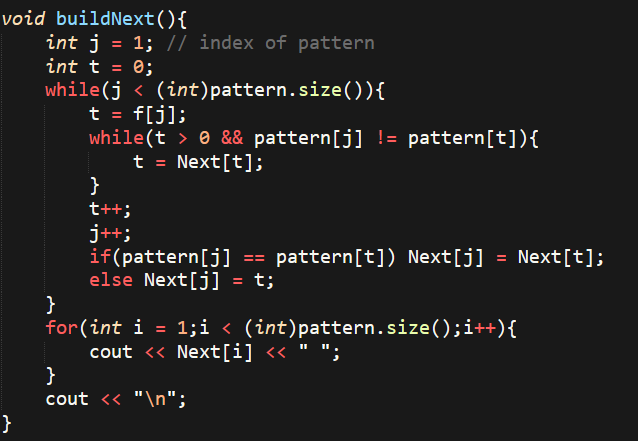 void buildNext(){
    int j = 1; // index of pattern
    int t = 0;
    while(j < (int)pattern.size()){
        t = f[j];
        while(t > 0 && pattern[j] != pattern[t]){
            t = Next[t];
        }
        t++;
        j++;
        if(pattern[j] == pattern[t]) Next[j] = Next[t];
        else Next[j] = t;
    }
    for(int i = 1;i < (int)pattern.size();i++){
        cout << Next[i] << " ";
    }
    cout << "\n";
}